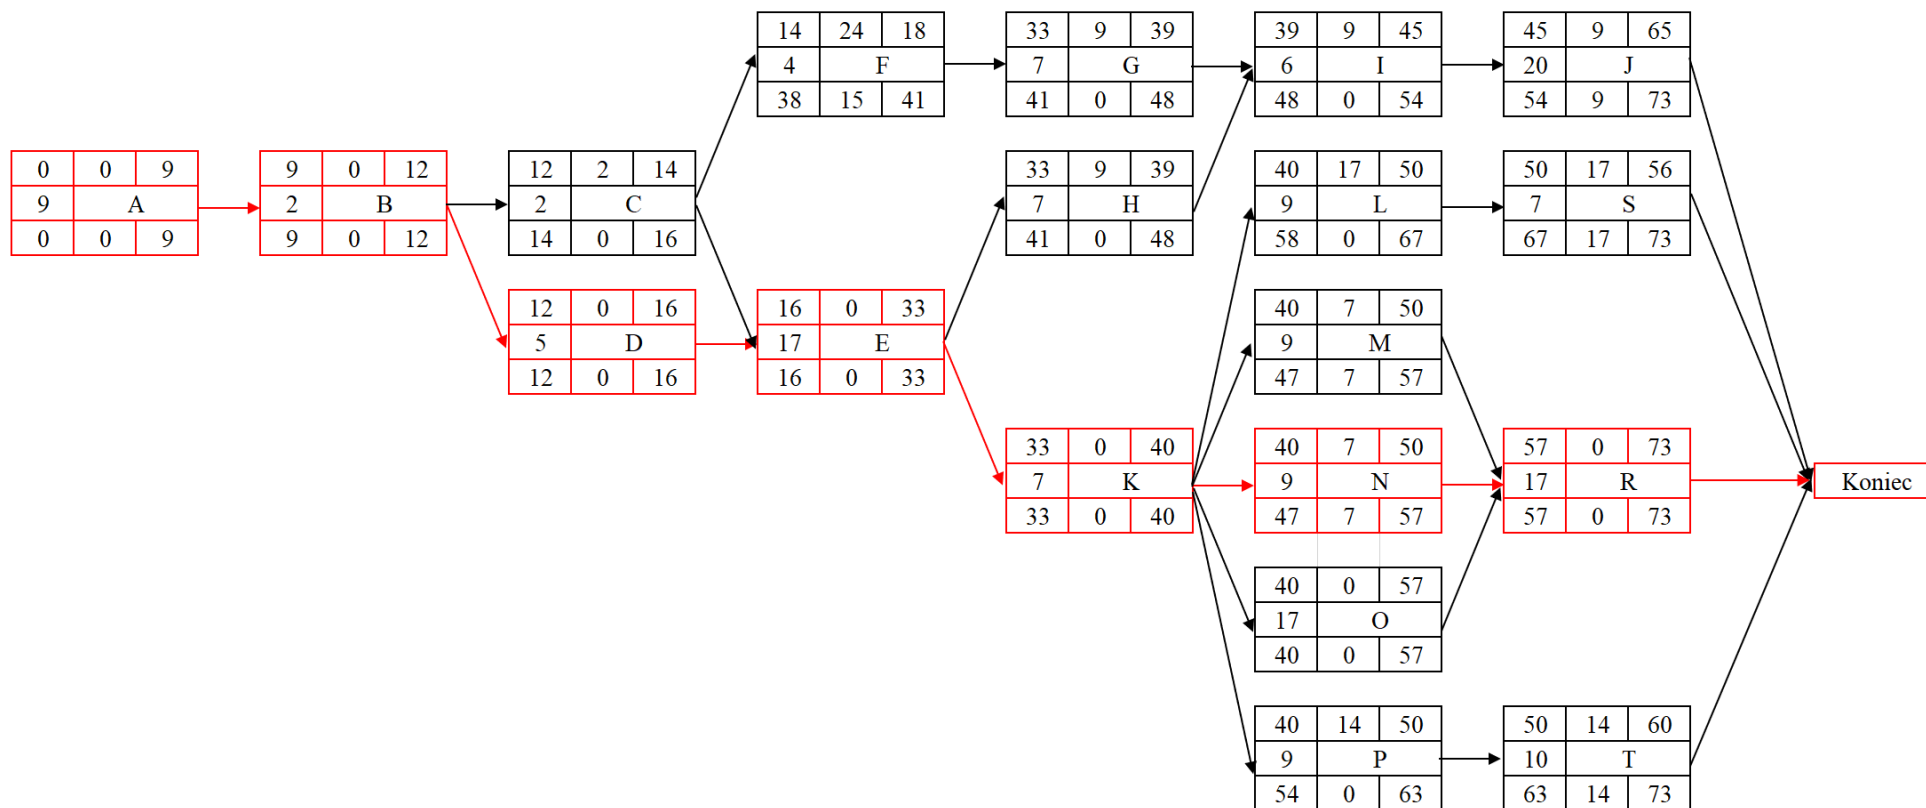 14 24 18
4 F
38 15 41
33 9 39
7 G
41 0 48
39 9 45
6 I
48 0 54
45 9 65
20 J
54 9 73
0 0 9
9 A
0 0 9
9 0 12
2 B
9 0 12
12 2 14
2 C
14 0 16
33 9 39
7 H
41 0 48
40 17 50
9 L
58 0 67
50 17 56
7 S
67 17 73
12 0 16
5 D
12 0 16
16 0 33
17 E
16 0 33
40 7 50
9 M
47 7 57
33 0 40
7 K
33 0 40
40 7 50
9 N
47 7 57
57 0 73
17 R
57 0 73
Koniec
40 0 57
17 O
40 0 57
40 14 50
9 P
54 0 63
50 14 60
10 T
63 14 73